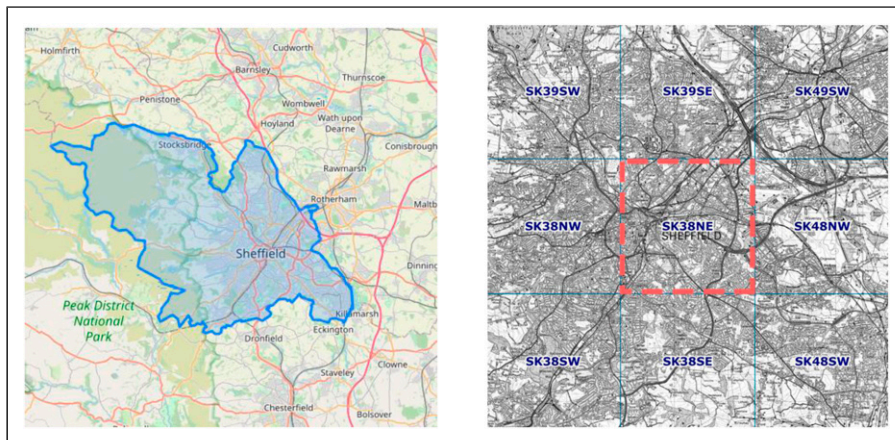 Holmfirth
Cudworth
Barnsley
Thurnscoe
Penistone
Wombwell
Wath upon
Dearne
Hoyland
Conisbrough
Stocksbridge
Rawmarsh
Rotherham
Maltb
Sheffield
Dinning
Peak District
National
Park
Killamarsh
Eckington
Dronfield
Staveley
Clowne
Chesterfield
Bolsover
SK39SW
SK39SE
SK49SW
SK38NW
SK38NE
SK48NW
SHEFFIELD
SK38SW
SK38SE
SK48SW